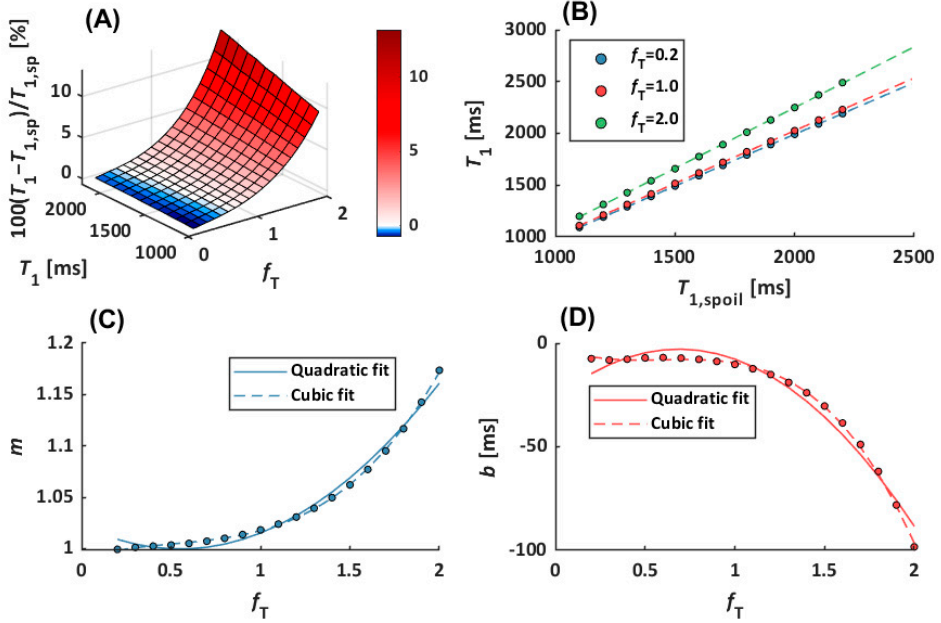 (A)
100(T1−T1,sp)/T1,sp [%]
10
5
0
2000
1500
1000
T1 [ms]
0
1
2
fT
10
5
0
(B)
3000
2500
2000
1500
1000
T1 [ms]
fT=0.2
fT=1.0
fT=2.0
1000
1500
2000
2500
T1,spoil [ms]
(C)
1.2
1.15
1.1
1.05
1
m
Quadratic fit
Cubic fit
0
0.5
1
1.5
2
fT
(D)
0
-50
-100
b [ms]
Quadratic fit
Cubic fit
0
0.5
1
1.5
2
fT